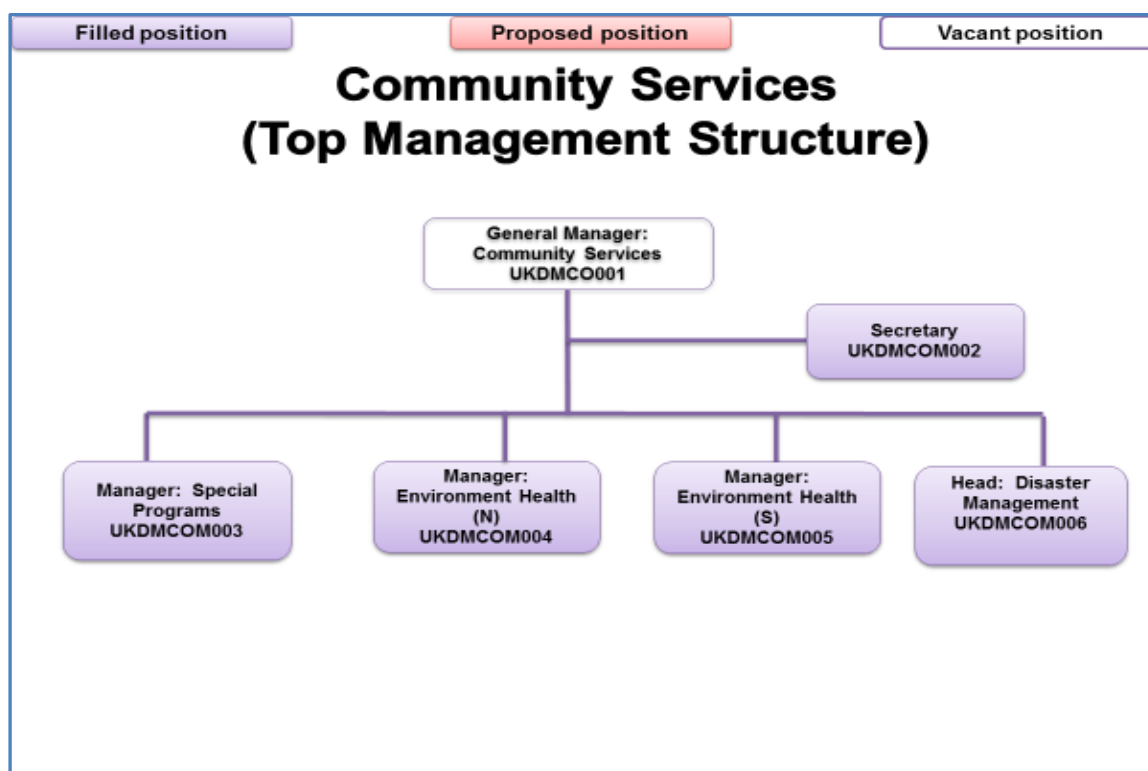 Filled position
Proposed position
Vacant position
Community Services
(Top Management Structure)
General Manager:
Community Services
UKDMCO001
Secretary
UKDMCOM002
Manager: Special
Programs
UKDMCOM003
Manager:
Environment Health
(N)
UKDMCOM004
Manager:
Environment Health
(S)
UKDMCOM005
Head: Disaster
Management
UKDMCOM006